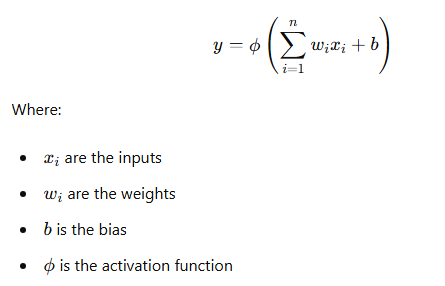 y = ϕ ( ∑_{i=1}^{n} w_i x_i + b )
Where:
• x_i are the inputs
• w_i are the weights
• b is the bias
• ϕ is the activation function